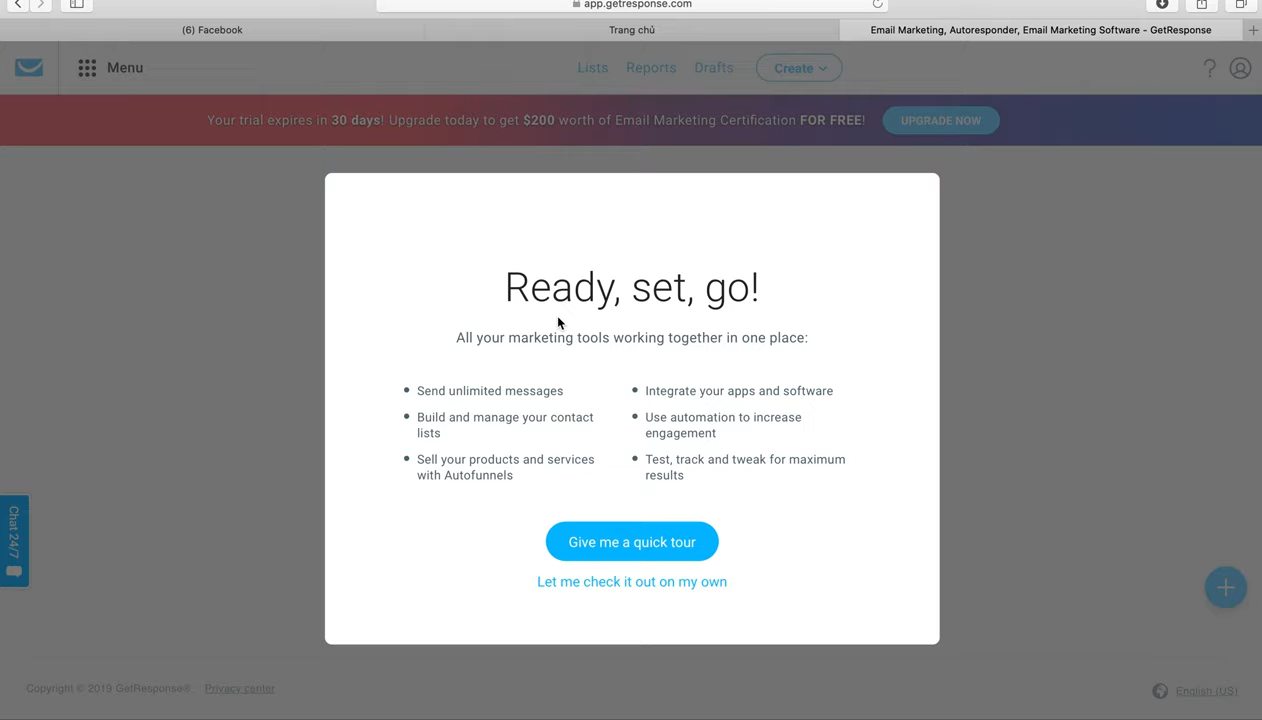 app.getresponse.com
(6) Facebook
Trang chủ
Email Marketing, Autoresponder, Email Marketing Software - GetResponse
Menu
Lists
Reports
Drafts
Create
?
Your trial expires in 30 days! Upgrade today to get $200 worth of Email Marketing Certification FOR FREE!
UPGRADE NOW
Ready, set, go!
All your marketing tools working together in one place:
Send unlimited messages
Build and manage your contact
lists
Sell your products and services
with Autofunnels
Integrate your apps and software
Use automation to increase
engagement
Test, track and tweak for maximum
results
Give me a quick tour
Let me check it out on my own
Chat 24/7
Copyright © 2019 GetResponse®.
Privacy center
English (US)